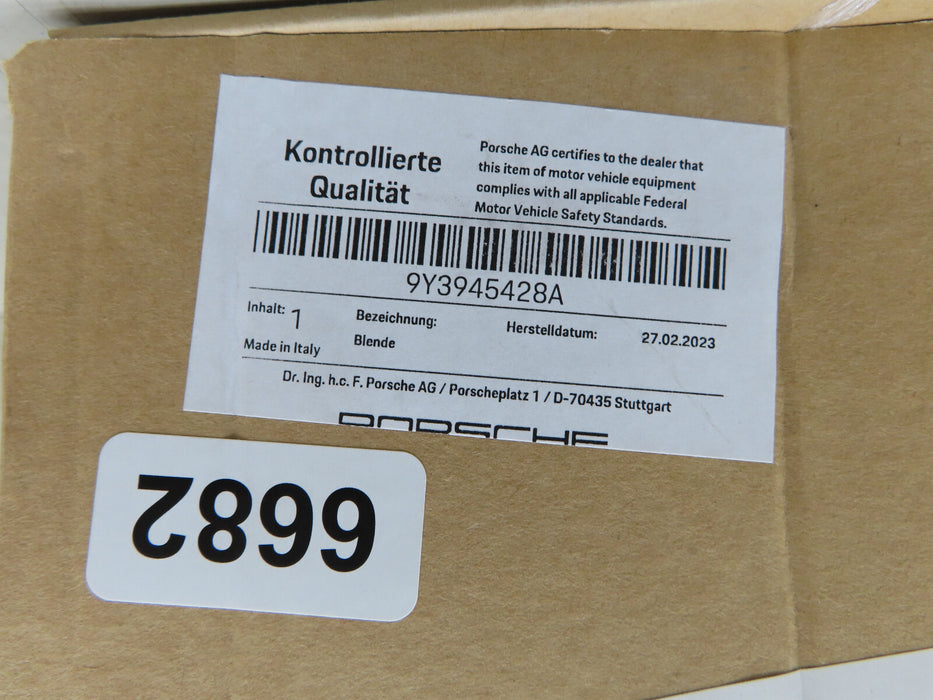 Kontrollierte
Qualität
Porsche AG certifies to the dealer that
this item of motor vehicle equipment
complies with all applicable Federal
Motor Vehicle Safety Standards.
9Y3945428A
Inhalt: 1
Made in Italy
Bezeichnung:
Blende
Herstelldatum: 27.02.2023
Dr. Ing. h.c. F. Porsche AG / Porscheplatz 1 / D-70435 Stuttgart
PORSCHE
6682